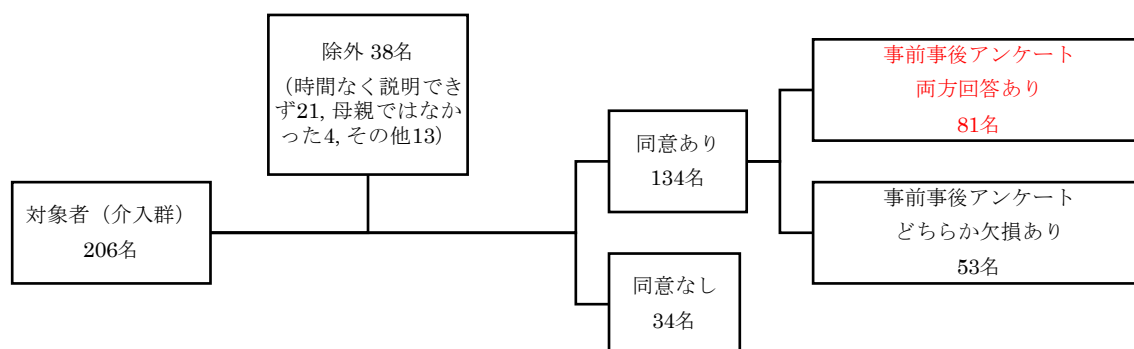 対象者（介入群）
206名
除外 38名
（時間なく説明でき
ず21, 母親ではなか
った4, その他13）
同意あり
134名
同意なし
34名
事前事後アンケート
両方回答あり
81名
事前事後アンケート
どちらか欠損あり
53名